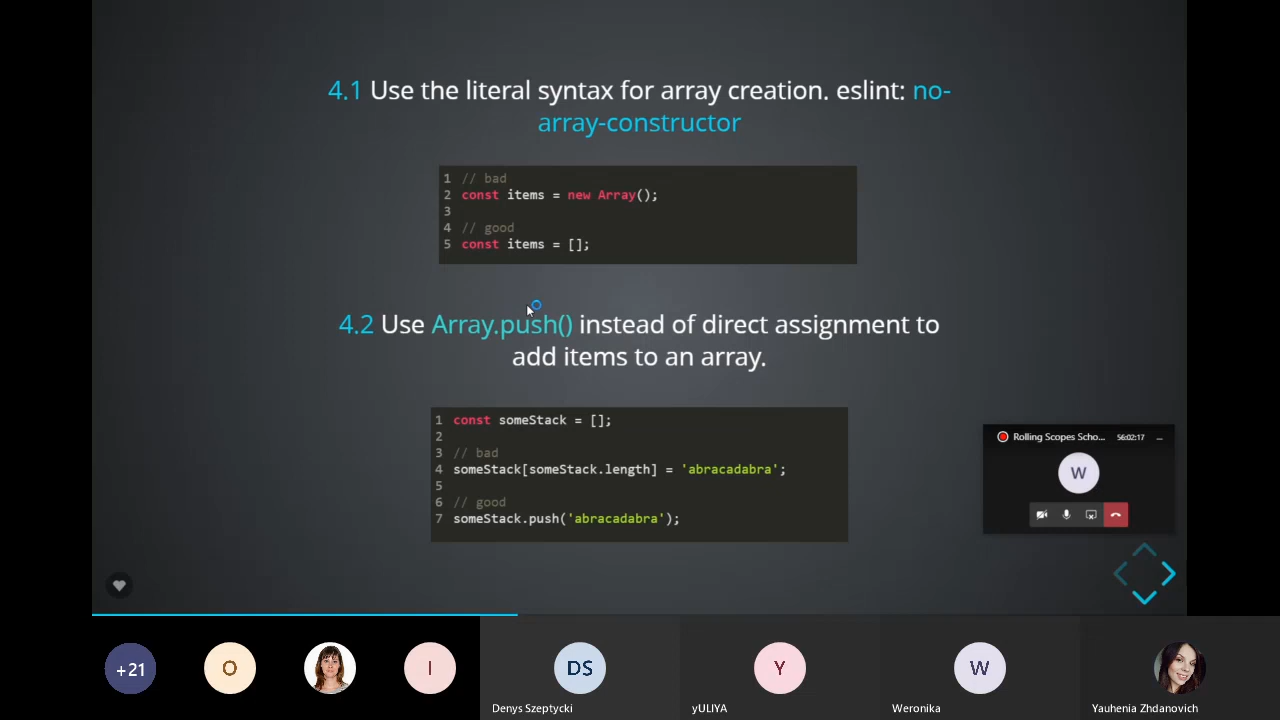 4.1 Use the literal syntax for array creation. eslint: no-
array-constructor
1 // bad
2 const items = new Array();
3
4 // good
5 const items = [];
4.2 Use Array.push() instead of direct assignment to
add items to an array.
1 const someStack = [];
2
3 // bad
4 someStack[someStack.length] = 'abracadabra';
5
6 // good
7 someStack.push('abracadabra');
Rolling Scopes Scho... 56:02:17
W
+21
O
I
DS
Y
W
Denys Szeptycki
yULIYA
Weronika
Yauhenia Zhdanovich